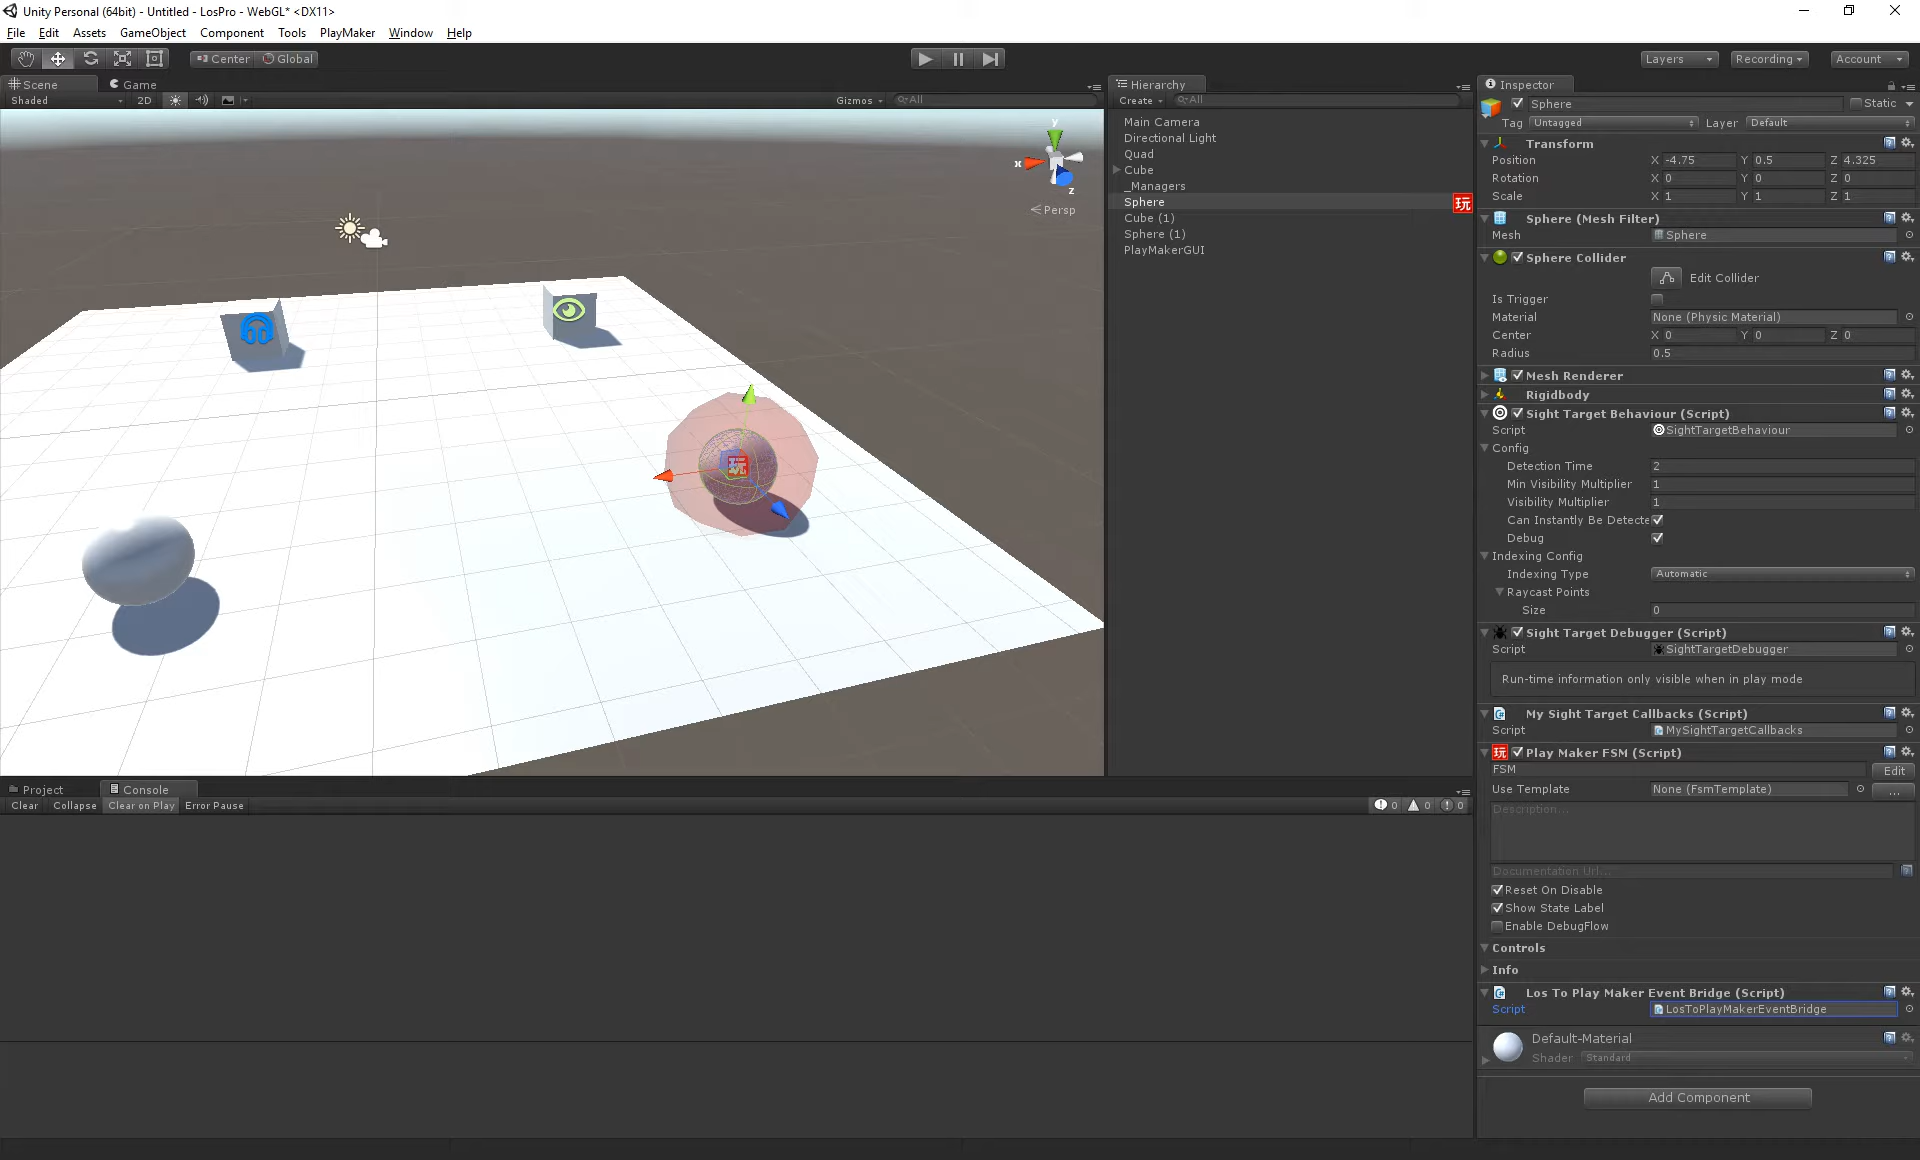 Unity Personal (64bit) - Untitled - LosPro - WebGL* <DX11>
File Edit Assets GameObject Component Tools PlayMaker Window Help
Center Global Layers Recording Account
Scene Game
Shaded 2D Gizmos All
Persp
y
x
z
Hierarchy
Create All
Main Camera
Directional Light
Quad
Cube
_Managers
Sphere 玩
Cube (1)
Sphere (1)
PlayMakerGUI
玩
Project Console
Clear Collapse Clear on Play Error Pause 0 0 0
Inspector
Sphere Static
Tag Untagged Layer Default
Transform
Position X -4.75 Y 0.5 Z 4.325
Rotation X 0 Y 0 Z 0
Scale X 1 Y 1 Z 1
Sphere (Mesh Filter)
Mesh Sphere
Sphere Collider
Edit Collider
Is Trigger
Material None (Physic Material)
Center X 0 Y 0 Z 0
Radius 0.5
Mesh Renderer
Rigidbody
Sight Target Behaviour (Script)
Script SightTargetBehaviour
Config
Detection Time 2
Min Visibility Multiplier 1
Visibility Multiplier 1
Can Instantly Be Detecte
Debug
Indexing Config
Indexing Type Automatic
Raycast Points
Size 0
Sight Target Debugger (Script)
Script SightTargetDebugger
Run-time information only visible when in play mode
My Sight Target Callbacks (Script)
Script MySightTargetCallbacks
玩 Play Maker FSM (Script)
FSM Edit
Use Template None (FsmTemplate) ...
Description...
Documentation Url...
Reset On Disable
Show State Label
Enable DebugFlow
Controls
Info
Los To Play Maker Event Bridge (Script)
Script LosToPlayMakerEventBridge
Default-Material
Shader Standard
Add Component